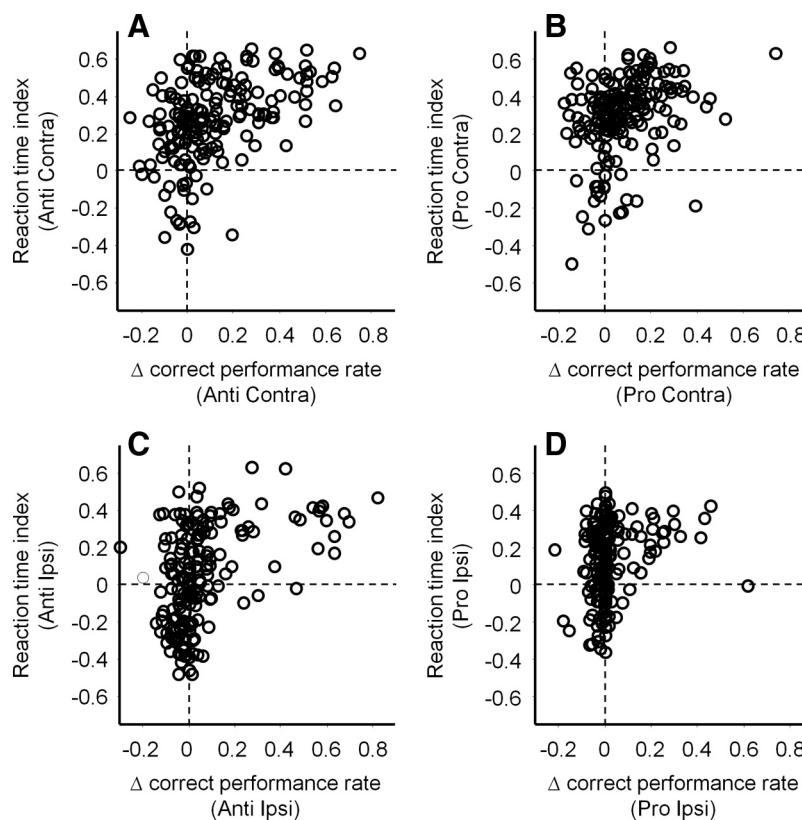 A
B
Reaction time index
(Anti Contra)
0.6
0.4
0.2
0
-0.2
-0.4
-0.6
-0.2 0 0.2 0.4 0.6 0.8
Δ correct performance rate
(Anti Contra)
Reaction time index
(Pro Contra)
0.6
0.4
0.2
0
-0.2
-0.4
-0.6
-0.2 0 0.2 0.4 0.6 0.8
Δ correct performance rate
(Pro Contra)
C
D
Reaction time index
(Anti Ipsi)
0.6
0.4
0.2
0
-0.2
-0.4
-0.6
-0.2 0 0.2 0.4 0.6 0.8
Δ correct performance rate
(Anti Ipsi)
Reaction time index
(Pro Ipsi)
0.6
0.4
0.2
0
-0.2
-0.4
-0.6
-0.2 0 0.2 0.4 0.6 0.8
Δ correct performance rate
(Pro Ipsi)